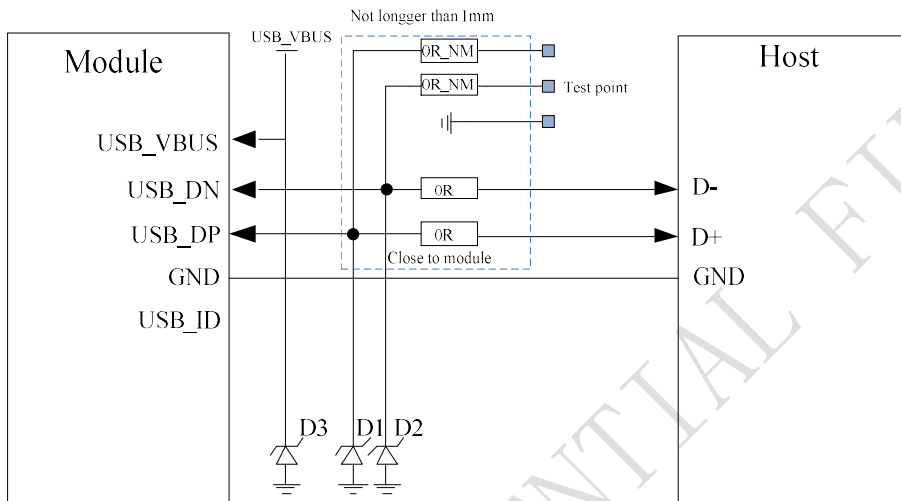 Not longger than 1mm
USB_VBUS
Module
Host
0R_NM
0R_NM
Test point
USB_VBUS
USB_DN
0R
D-
USB_DP
0R
D+
Close to module
GND
GND
USB_ID
D3
D1
D2